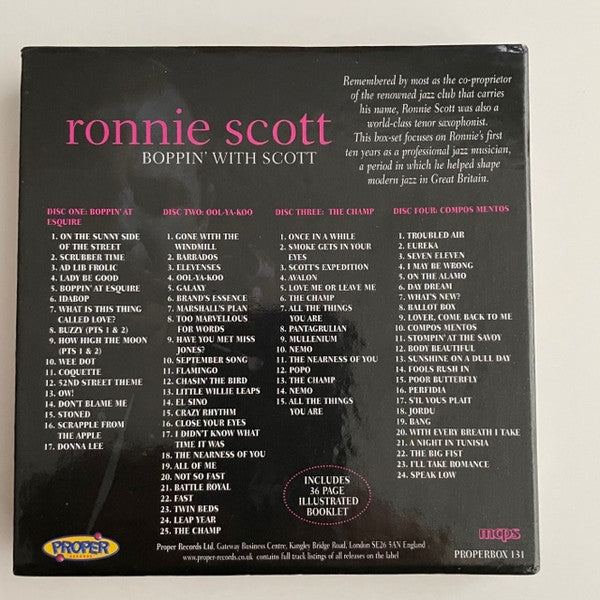 Remembered by most as the co-proprietor
of the renowned jazz club that carries
his name, Ronnie Scott was also a
world-class tenor saxophonist.
This box-set focuses on Ronnie's first
ten years as a professional jazz musician,
a period in which he helped shape
modern jazz in Great Britain.
ronnie scott
BOPPIN' WITH SCOTT
DISC ONE: BOPPIN' AT
ESQUIRE
1. ON THE SUNNY SIDE
OF THE STREET
2. SCRUBBER TIME
3. AD LIB FROLIC
4. LADY BE GOOD
5. BOPPIN' AT ESQUIRE
6. IDABOP
7. WHAT IS THIS THING
CALLED LOVE?
8. BUZZY (PTS 1 & 2)
9. HOW HIGH THE MOON
(PTS 1 & 2)
10. WEE DOT
11. COQUETTE
12. 52ND STREET THEME
13. OW!
14. DON'T BLAME ME
15. STONED
16. SCRAPPLE FROM
THE APPLE
17. DONNA LEE
DISC TWO: OOL-YA-KOO
1. GONE WITH THE
WINDMILL
2. BARBADOS
3. ELEVENSES
4. OOL-YA-KOO
5. GALAXY
6. BRAND'S ESSENCE
7. MARSHALL'S PLAN
8. TOO MARVELLOUS
FOR WORDS
9. HAVE YOU MET MISS
JONES?
10. SEPTEMBER SONG
11. FLAMINGO
12. CHASIN' THE BIRD
13. LITTLE WILLIE LEAPS
14. EL SINO
15. CRAZY RHYTHM
16. CLOSE YOUR EYES
17. I DIDN'T KNOW WHAT
TIME IT WAS
18. THE NEARNESS OF YOU
19. ALL OF ME
20. NOT SO FAST
21. BATTLE ROYAL
22. FAST
23. TWIN BEDS
24. LEAP YEAR
25. THE CHAMP
DISC THREE: THE CHAMP
1. ONCE IN A WHILE
2. SMOKE GETS IN YOUR
EYES
3. SCOTT'S EXPEDITION
4. AVALON
5. LOVE ME OR LEAVE ME
6. THE CHAMP
7. ALL THE THINGS
YOU ARE
8. PANTAGRULIAN
9. MULLENIUM
10. NEMO
11. THE NEARNESS OF YOU
12. POPO
13. THE CHAMP
14. NEMO
15. ALL THE THINGS
YOU ARE
DISC FOUR: COMPOS MENTOS
1. TROUBLED AIR
2. EUREKA
3. SEVEN ELEVEN
4. I MAY BE WRONG
5. ON THE ALAMO
6. DAY DREAM
7. WHAT'S NEW?
8. BALLOT BOX
9. LOVER, COME BACK TO ME
10. COMPOS MENTOS
11. STOMPIN' AT THE SAVOY
12. BODY BEAUTIFUL
13. SUNSHINE ON A DULL DAY
14. FOOLS RUSH IN
15. POOR BUTTERFLY
16. PERFIDIA
17. S'IL VOUS PLAIT
18. JORDU
19. BANG
20. WITH EVERY BREATH I TAKE
21. A NIGHT IN TUNISIA
22. THE BIG FIST
23. I'LL TAKE ROMANCE
24. SPEAK LOW
INCLUDES
36 PAGE
ILLUSTRATED
BOOKLET
PROPER
RECORDS
Proper Records Ltd. Gateway Business Centre, Kangley Bridge Road, London SE26 5AN England
www.proper-records.co.uk contains full track listings of all releases on the label
mcps
PROPERBOX 131